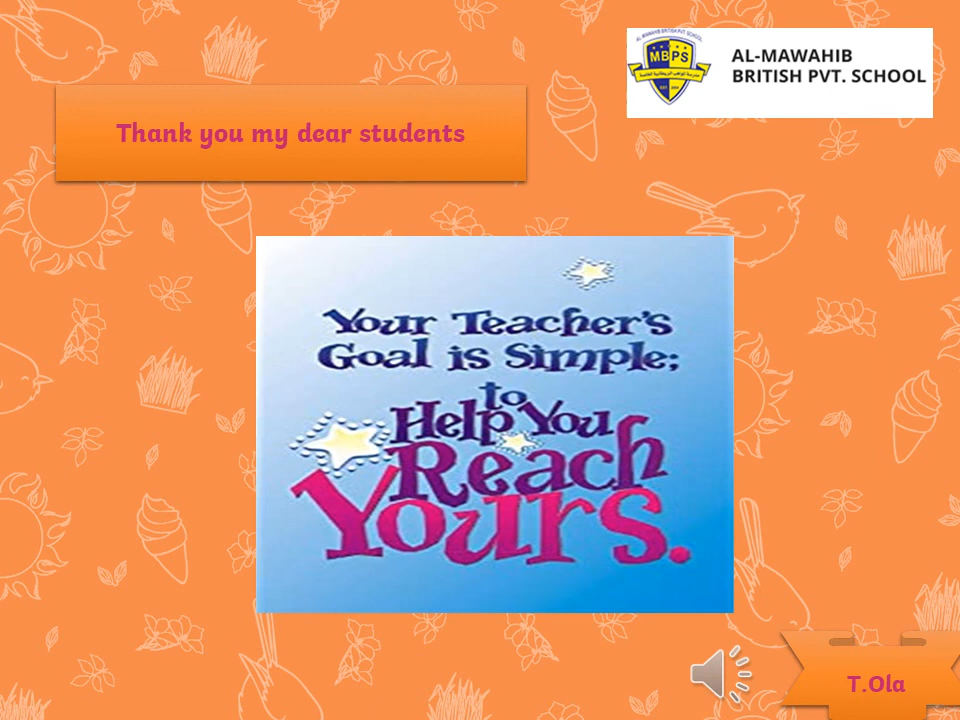 AL-MAWAHIB
BRITISH PVT. SCHOOL
MBPS
Thank you my dear students
Your Teacher's
Goal is Simple;
to
Help You
Reach
Yours.
T.Ola